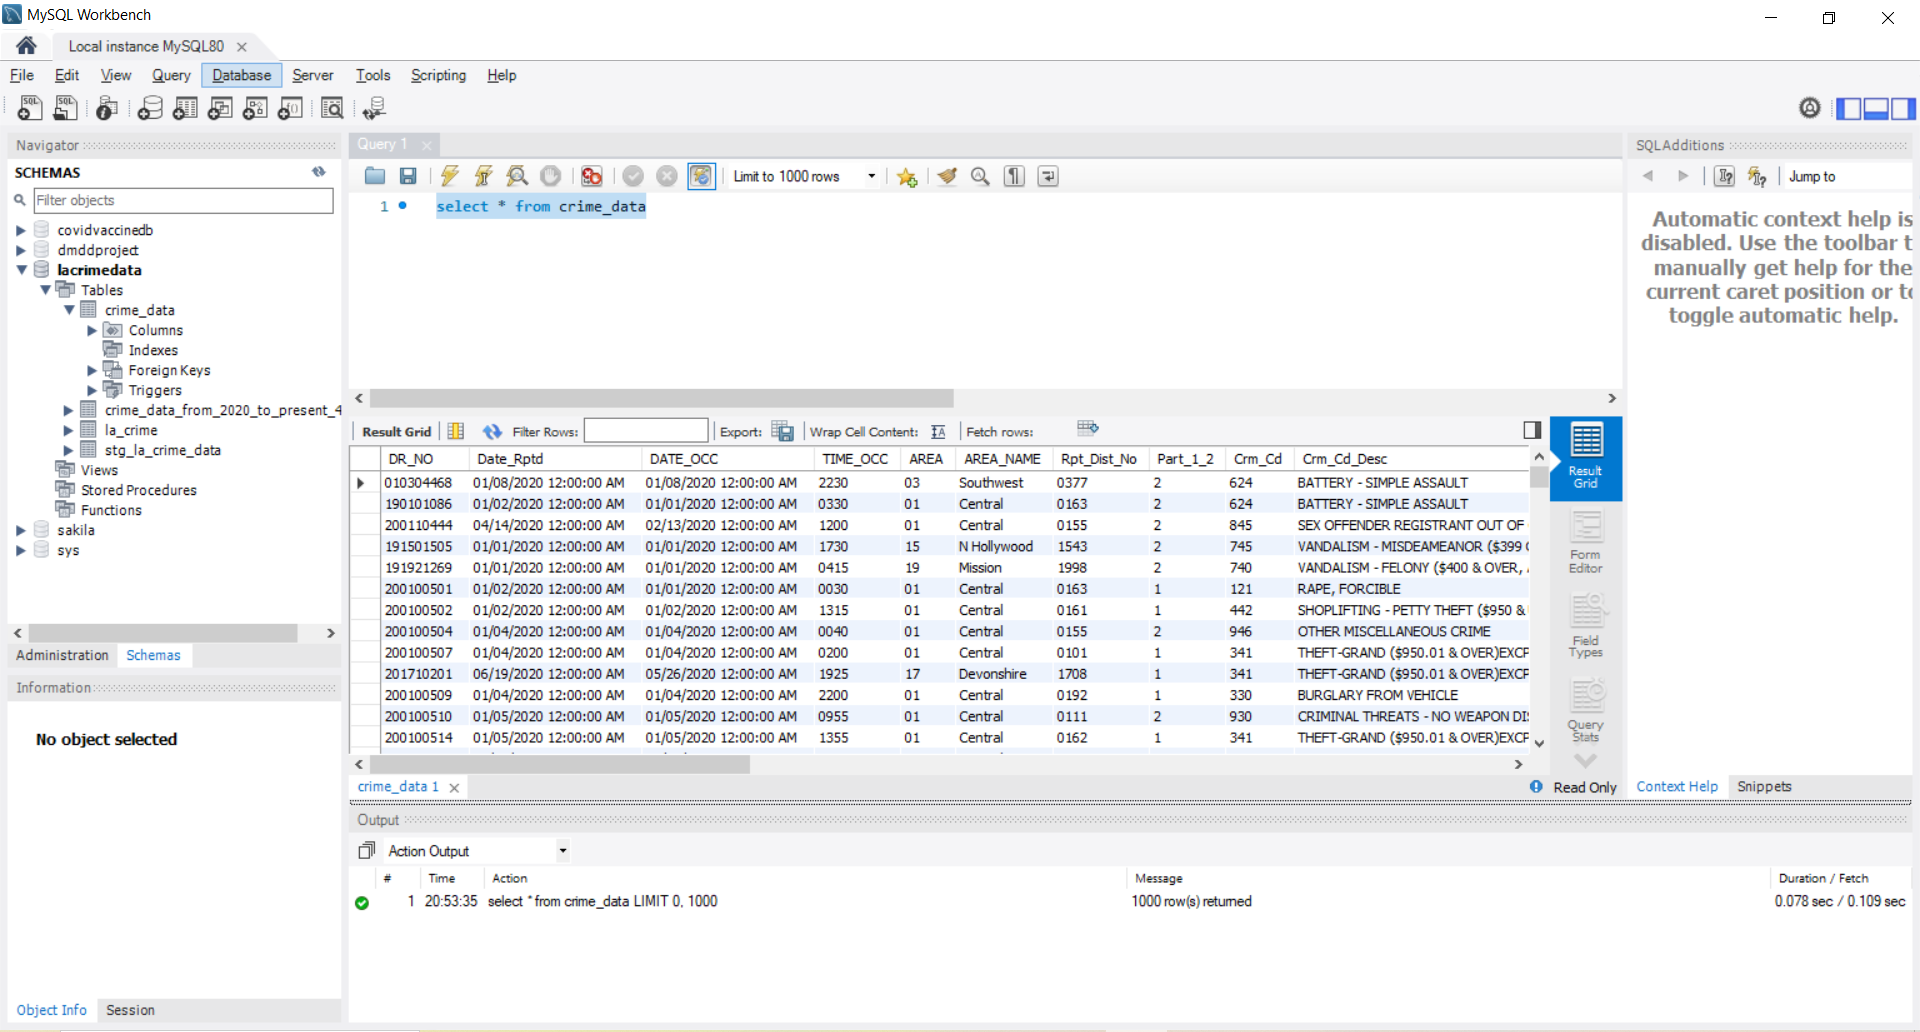 MySQL Workbench
Local instance MySQL80
File Edit View Query Database Server Tools Scripting Help
Navigator
SCHEMAS
Filter objects
covidvaccinedb
dmddproject
lacrimedata
Tables
crime_data
Columns
Indexes
Foreign Keys
Triggers
crime_data_from_2020_to_present_4
la_crime
stg_la_crime_data
Views
Stored Procedures
Functions
sakila
sys
Administration Schemas
Information
No object selected
Object Info Session
Query 1
Limit to 1000 rows
1 select * from crime_data
Result Grid Filter Rows: Export: Wrap Cell Content: Fetch rows:
DR_NO Date_Rptd DATE_OCC TIME_OCC AREA AREA_NAME Rpt_Dist_No Part_1_2 Crm_Cd Crm_Cd_Desc
010304468 01/08/2020 12:00:00 AM 01/08/2020 12:00:00 AM 2230 03 Southwest 0377 2 624 BATTERY - SIMPLE ASSAULT
190101086 01/02/2020 12:00:00 AM 01/01/2020 12:00:00 AM 0330 01 Central 0163 2 624 BATTERY - SIMPLE ASSAULT
200110444 04/14/2020 12:00:00 AM 02/13/2020 12:00:00 AM 1200 01 Central 0155 2 845 SEX OFFENDER REGISTRANT OUT OF
191501505 01/01/2020 12:00:00 AM 01/01/2020 12:00:00 AM 1730 15 N Hollywood 1543 2 745 VANDALISM - MISDEAMEANOR ($399
191921269 01/01/2020 12:00:00 AM 01/01/2020 12:00:00 AM 0415 19 Mission 1998 2 740 VANDALISM - FELONY ($400 & OVER,
200100501 01/02/2020 12:00:00 AM 01/01/2020 12:00:00 AM 0030 01 Central 0163 1 121 RAPE, FORCIBLE
200100502 01/02/2020 12:00:00 AM 01/02/2020 12:00:00 AM 1315 01 Central 0161 1 442 SHOPLIFTING - PETTY THEFT ($950 &
200100504 01/04/2020 12:00:00 AM 01/04/2020 12:00:00 AM 0040 01 Central 0155 2 946 OTHER MISCELLANEOUS CRIME
200100507 01/04/2020 12:00:00 AM 01/04/2020 12:00:00 AM 0200 01 Central 0101 1 341 THEFT-GRAND ($950.01 & OVER)EXCP
201710201 06/19/2020 12:00:00 AM 05/26/2020 12:00:00 AM 1925 17 Devonshire 1708 1 341 THEFT-GRAND ($950.01 & OVER)EXCP
200100509 01/04/2020 12:00:00 AM 01/04/2020 12:00:00 AM 2200 01 Central 0192 1 330 BURGLARY FROM VEHICLE
200100510 01/05/2020 12:00:00 AM 01/05/2020 12:00:00 AM 0955 01 Central 0111 2 930 CRIMINAL THREATS - NO WEAPON DIS
200100514 01/05/2020 12:00:00 AM 01/05/2020 12:00:00 AM 1355 01 Central 0162 1 341 THEFT-GRAND ($950.01 & OVER)EXCP
Result Grid
Form Editor
Field Types
Query Stats
crime_data 1
Read Only
SQLAdditions
Jump to
Automatic context help is
disabled. Use the toolbar t
manually get help for the
current caret position or to
toggle automatic help.
Context Help Snippets
Output
Action Output
# Time Action Message Duration / Fetch
1 20:53:35 select * from crime_data LIMIT 0, 1000 1000 row(s) returned 0.078 sec / 0.109 sec